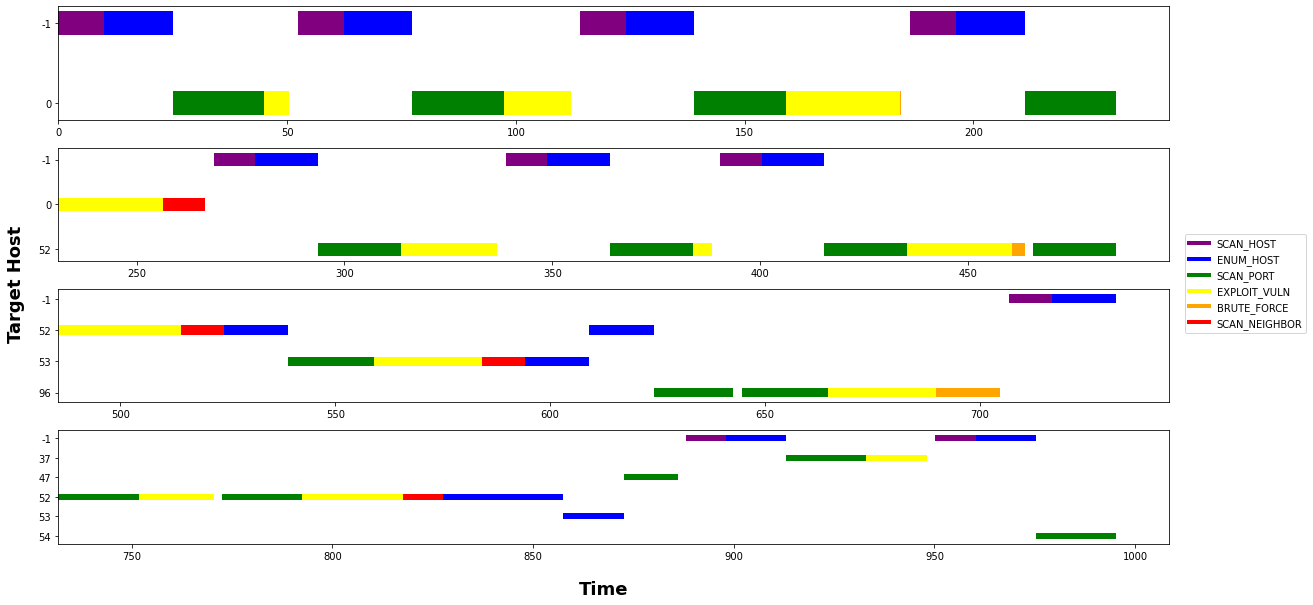 -1
0
0 50 100 150 200
-1
0
52
250 300 350 400 450
-1
52
53
96
500 550 600 650 700
-1
37
47
52
53
54
750 800 850 900 950 1000
Target Host
Time
SCAN_HOST
ENUM_HOST
SCAN_PORT
EXPLOIT_VULN
BRUTE_FORCE
SCAN_NEIGHBOR